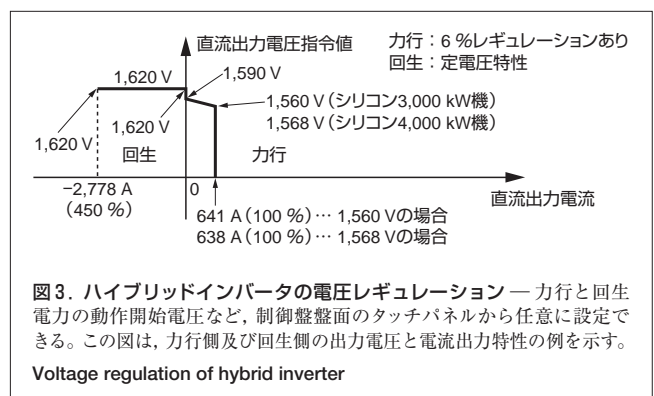 直流出力電圧指令値
力行：6 %レギュレーションあり
回生：定電圧特性
1,620 V
1,590 V
1,560 V（シリコン3,000 kW機）
1,568 V（シリコン4,000 kW機）
1,620 V
1,620 V
回生
力行
−2,778 A
（450 %）
0
直流出力電流
641 A（100 %）… 1,560 Vの場合
638 A（100 %）… 1,568 Vの場合
図3．ハイブリッドインバータの電圧レギュレーション — 力行と回生
電力の動作開始電圧など，制御盤盤面のタッチパネルから任意に設定で
きる。この図は，力行側及び回生側の出力電圧と電流出力特性の例を示す。
Voltage regulation of hybrid inverter